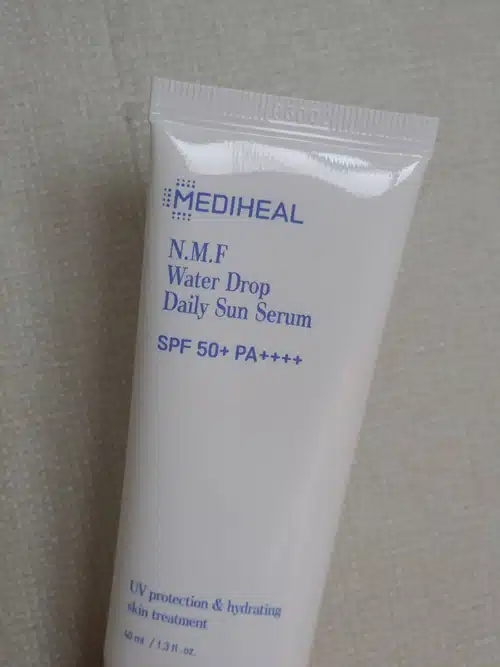 MEDIHEAL
N.M.F
Water Drop
Daily Sun Serum
SPF 50+ PA++++
UV protection & hydrating
skin treatment
40 ml / 1.3 fl. oz.